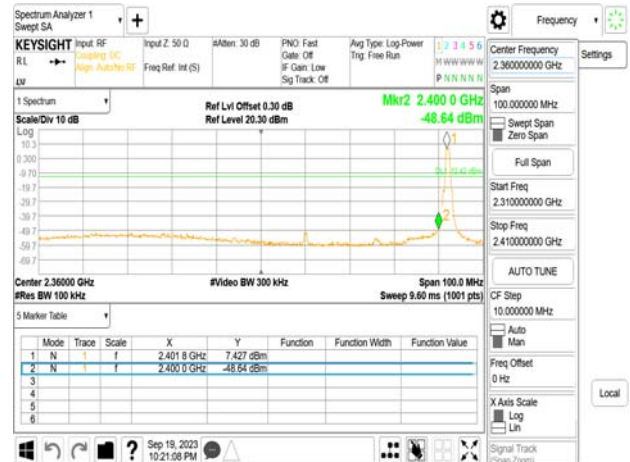 Spectrum Analyzer 1
Swept SA
Frequency
Settings
KEYSIGHT
Input: RF
Coupling: DC
Align: Auto/No RF
Input Z: 50 Ω
Freq Ref: Int (S)
#Atten: 30 dB
PNO: Fast
Gate: Off
IF Gain: Low
Sig Track: Off
Avg Type: Log-Power
Trig: Free Run
1 2 3 4 5 6
M W W W W W
P N N N N N
RL
LV
1 Spectrum
Scale/Div 10 dB
Ref Lvl Offset 0.30 dB
Ref Level 20.30 dBm
Mkr2 2.400 0 GHz
-48.64 dBm
Log
10.3
0.300
-9.70
-19.7
-29.7
-39.7
-49.7
-59.7
-69.7
1
2
Center 2.36000 GHz
#Res BW 100 kHz
#Video BW 300 kHz
Span 100.0 MHz
Sweep 9.60 ms (1001 pts)
5 Marker Table
Mode Trace Scale X Y Function Function Width Function Value
1 N 1 f 2.401 8 GHz 7.427 dBm
2 N 1 f 2.400 0 GHz -48.64 dBm
3
4
5
6
Sep 19, 2023
10:21:08 PM
Center Frequency
2.360000000 GHz
Span
100.000000 MHz
Swept Span
Zero Span
Full Span
Start Freq
2.310000000 GHz
Stop Freq
2.410000000 GHz
AUTO TUNE
CF Step
10.000000 MHz
Auto
Man
Freq Offset
0 Hz
X Axis Scale
Log
Lin
Signal Track
(Span Zoom)
Local